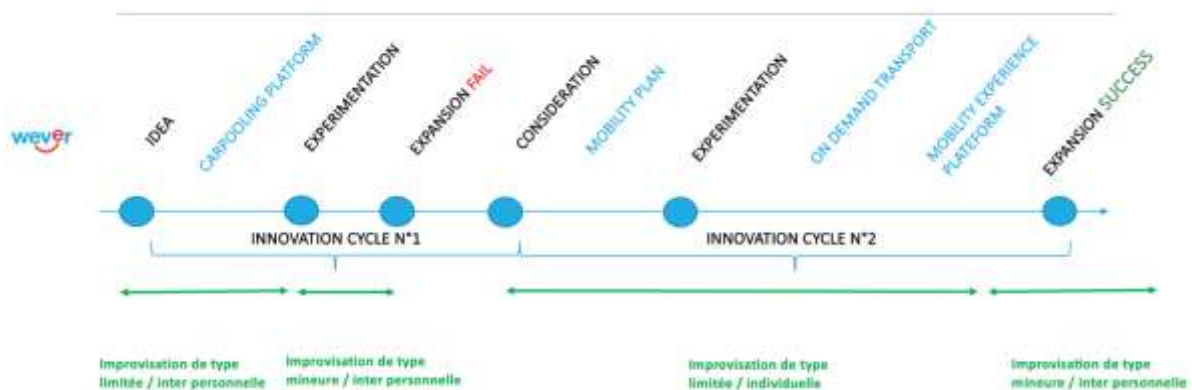 wever
IDEA
CARPOOLING PLATFORM
EXPERIMENTATION
EXPANSION FAIL
CONSIDERATION
MOBILITY PLAN
EXPERIMENTATION
ON DEMAND TRANSPORT
MOBILITY EXPERIENCE
PLATEFORM
EXPANSION SUCCESS
INNOVATION CYCLE N°1
INNOVATION CYCLE N°2
Improvisation de type
limitée / inter personnelle
Improvisation de type
mineure / inter personnelle
Improvisation de type
limitée / individuelle
Improvisation de type
mineure / inter personnelle